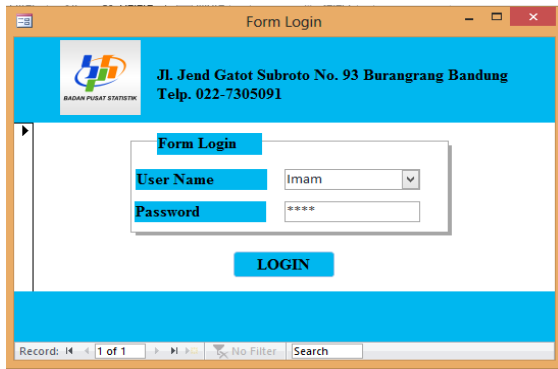 Form Login
Jl. Jend Gatot Subroto No. 93 Burangrang Bandung
Telp. 022-7305091
BADAN PUSAT STATISTIK
Form Login
User Name Imam
Password ****
LOGIN
Record: 1 of 1 No Filter Search